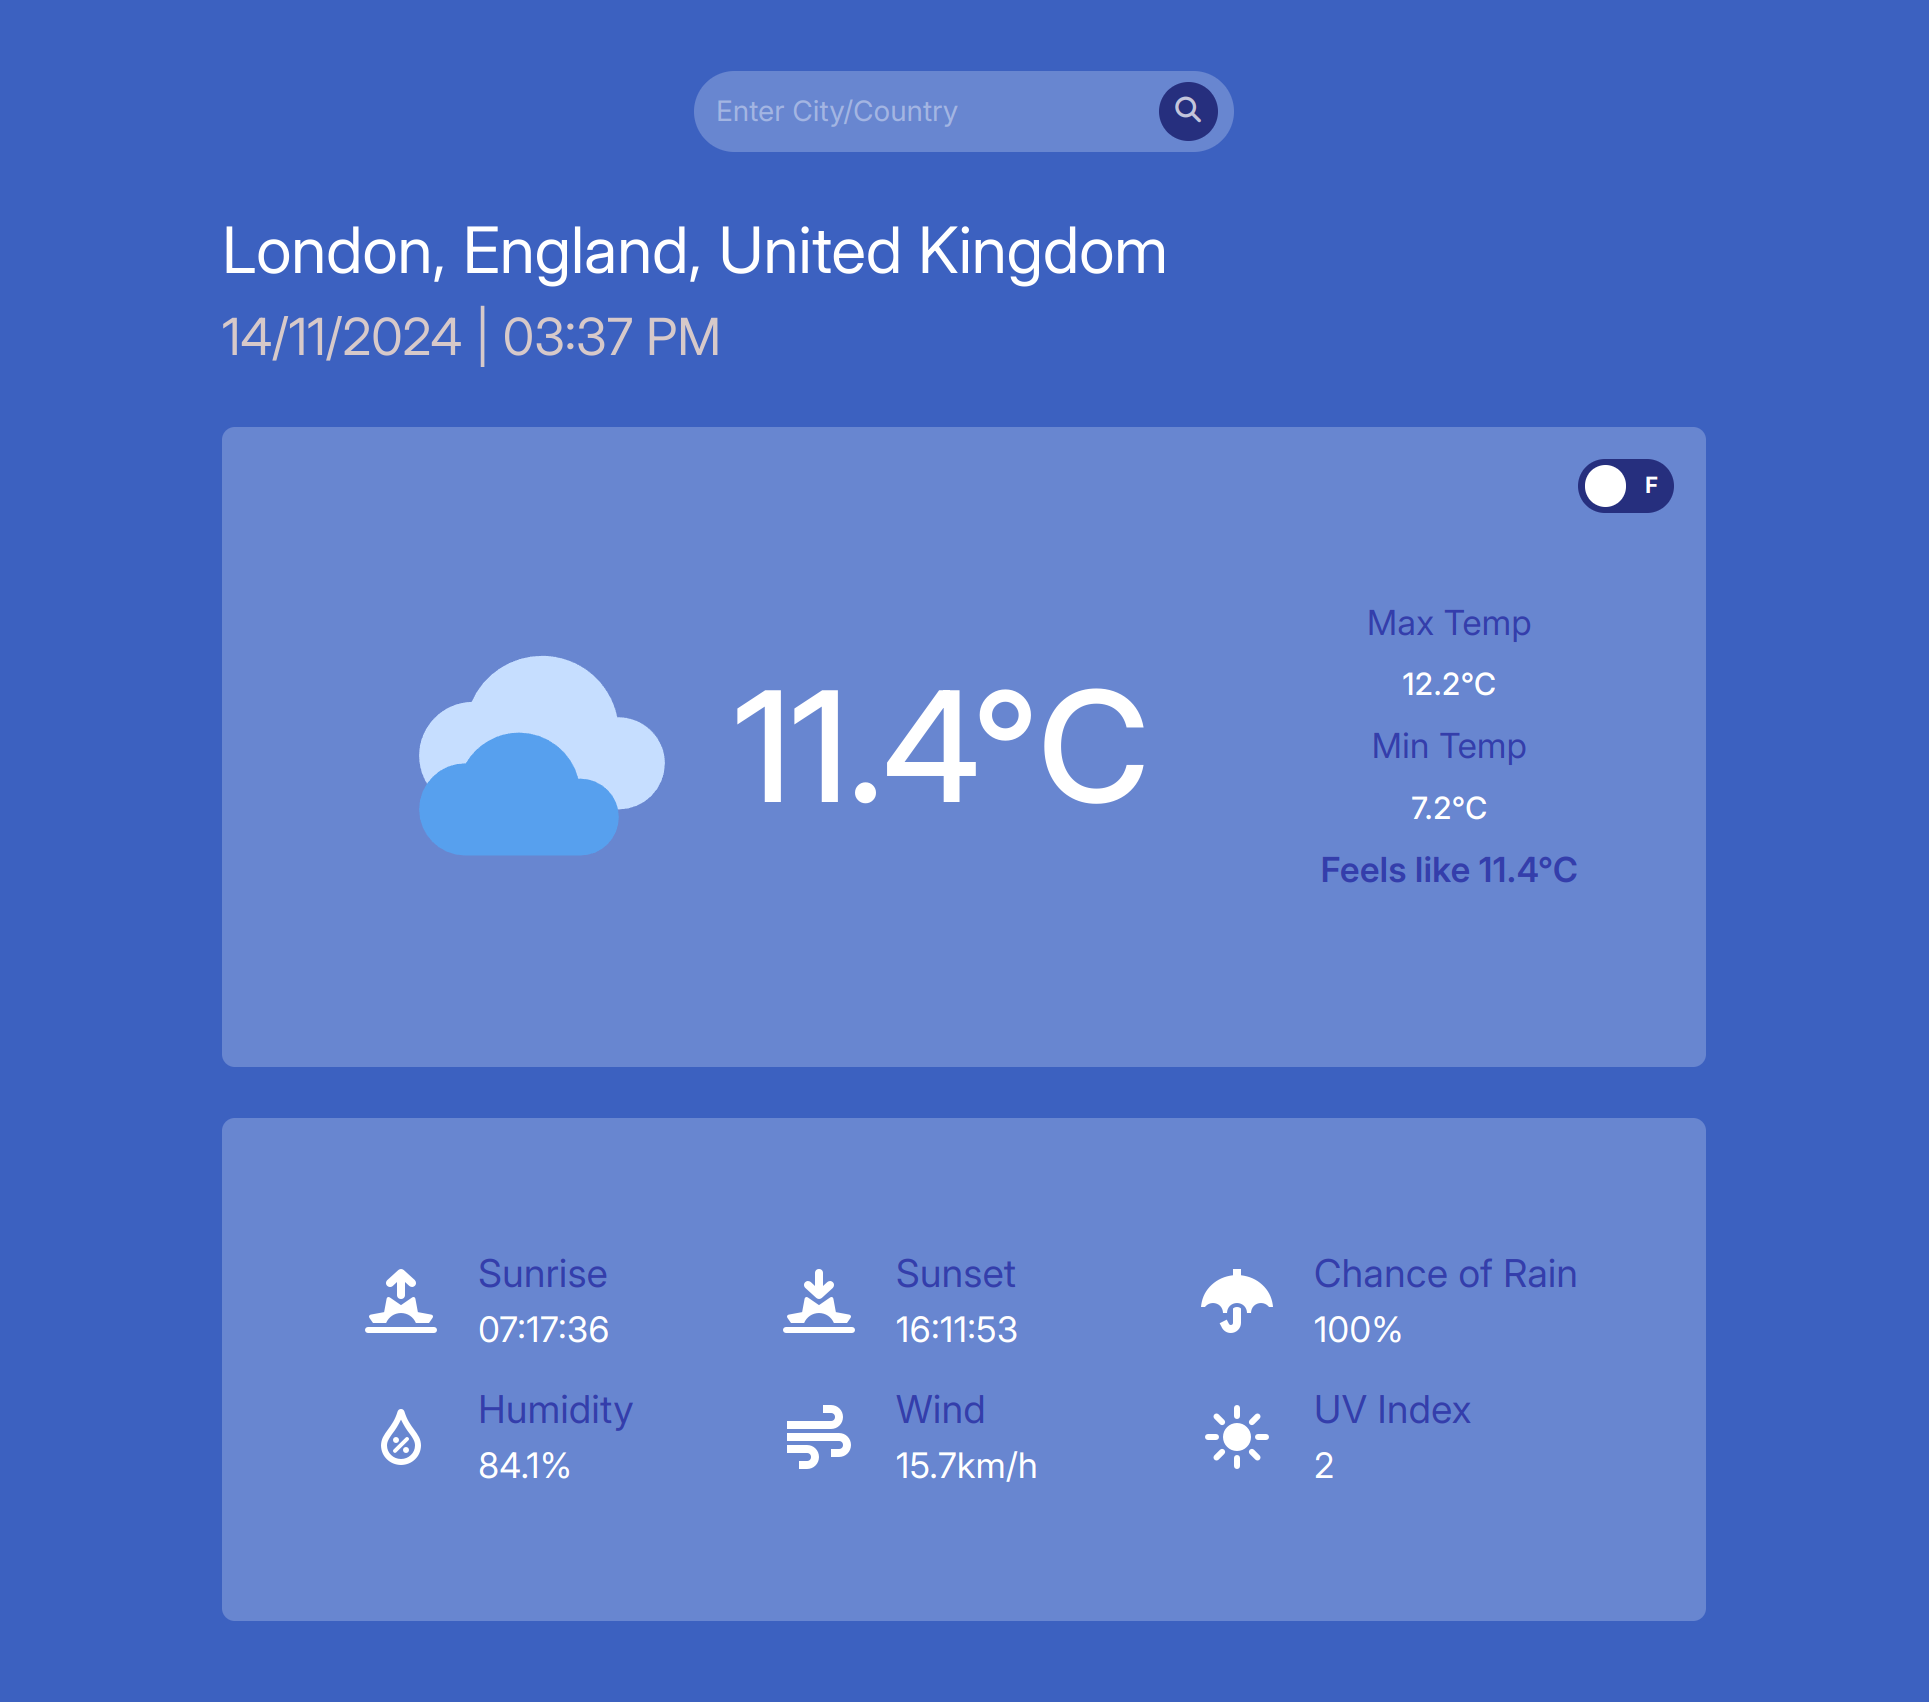 Enter City/Country
London, England, United Kingdom
14/11/2024 | 03:37 PM
F
11.4°C
Max Temp
12.2°C
Min Temp
7.2°C
Feels like 11.4°C
Sunrise
07:17:36
Sunset
16:11:53
Chance of Rain
100%
Humidity
84.1%
Wind
15.7km/h
UV Index
2